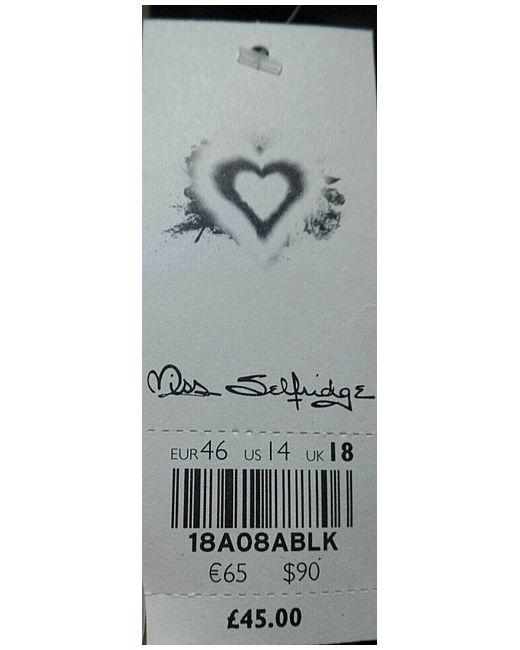 Miss Selfridge
EUR 46 US 14 UK 18
18A08ABLK
€65 $90
£45.00